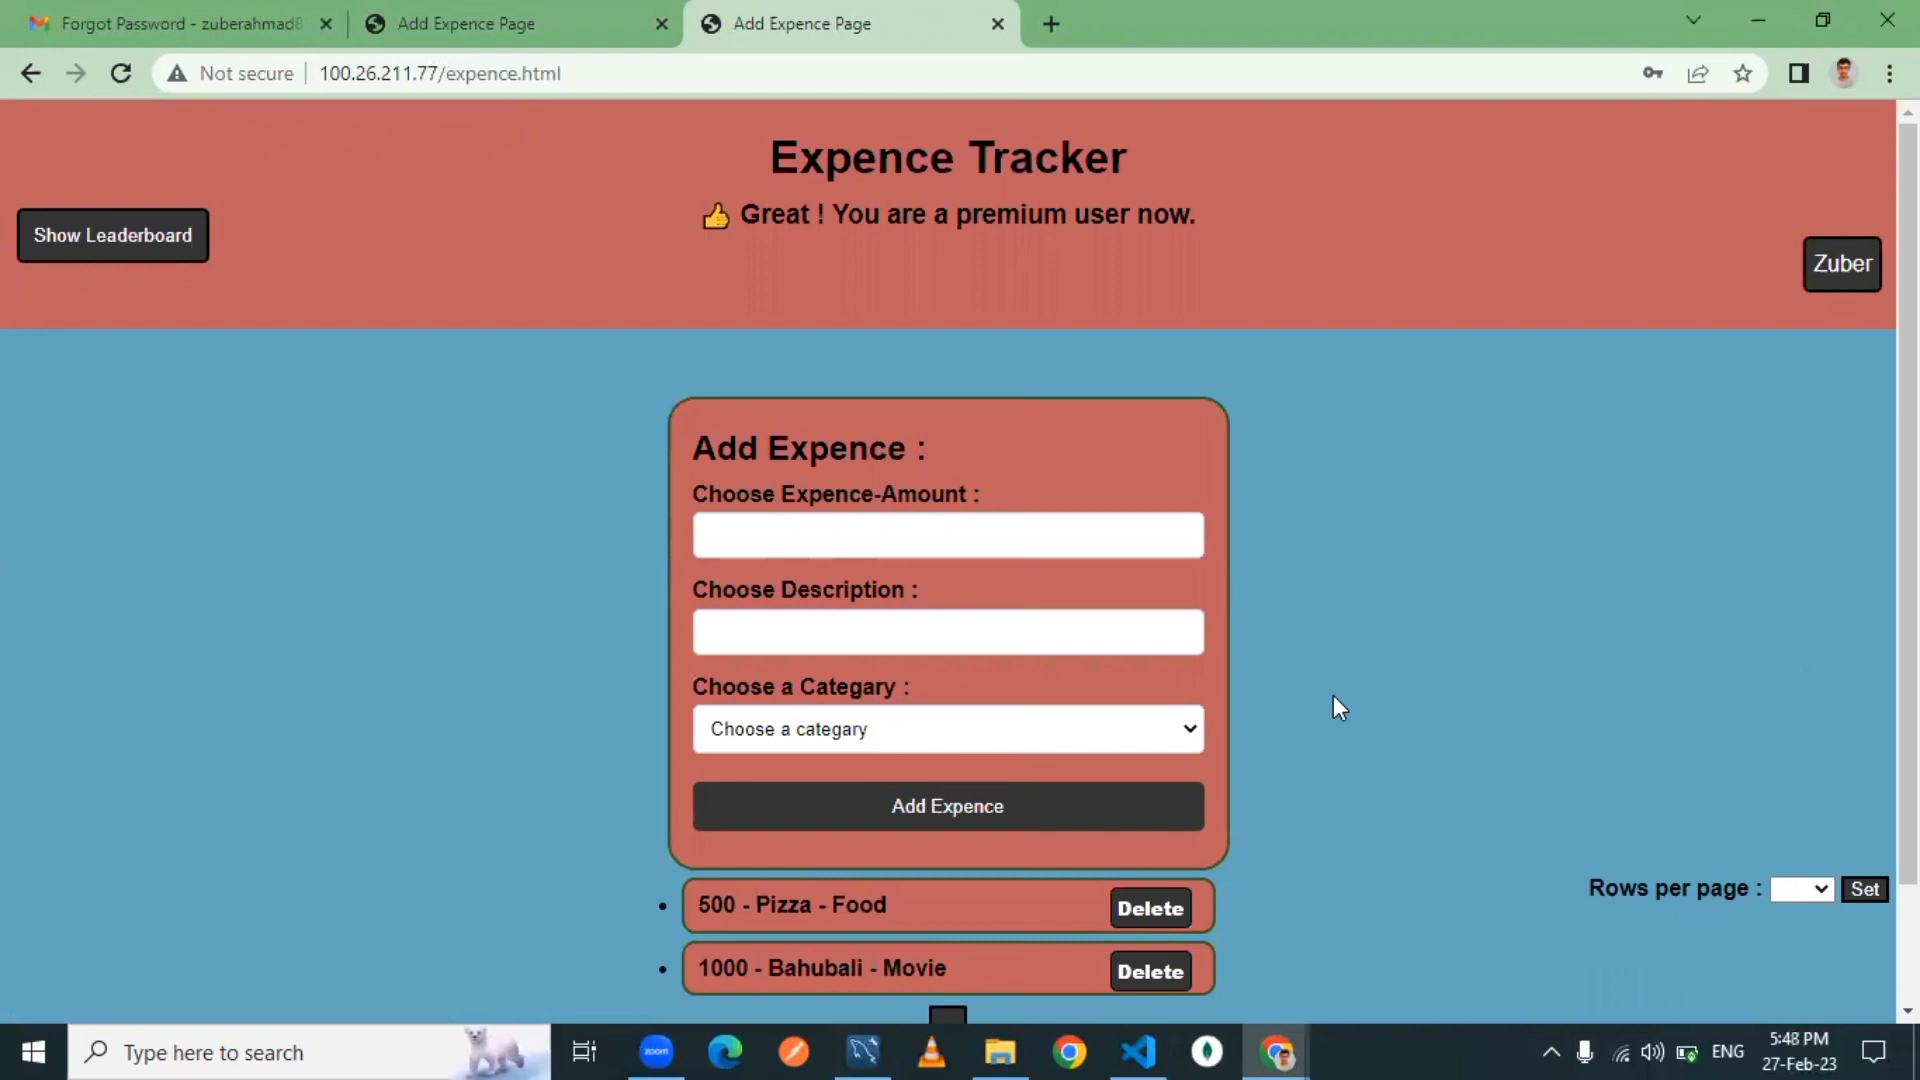 Forgot Password - zuberahmad8
Add Expence Page
Add Expence Page
Not secure
100.26.211.77/expence.html
Expence Tracker
👍 Great ! You are a premium user now.
Show Leaderboard
Zuber
Add Expence :
Choose Expence-Amount :
Choose Description :
Choose a Categary :
Choose a categary
Add Expence
Rows per page :
Set
500 - Pizza - Food
Delete
1000 - Bahubali - Movie
Delete
Type here to search
zoom
ENG
5:48 PM
27-Feb-23